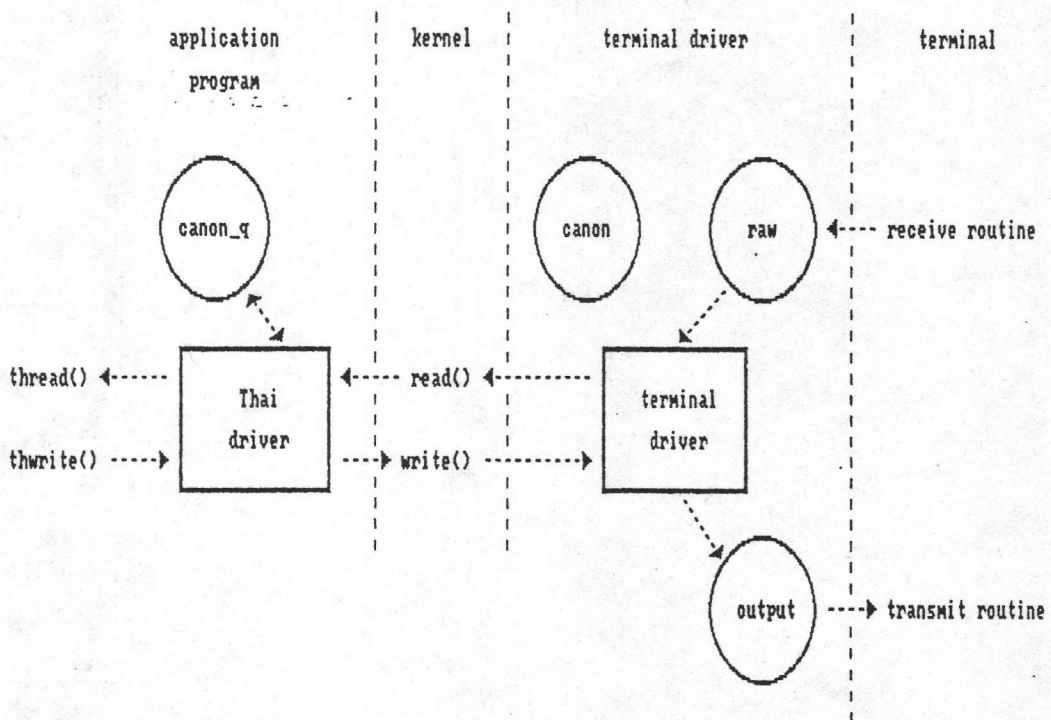 application kernel terminal driver terminal
program
canon_q canon raw receive routine
thread() read()
Thai terminal
driver driver
thwrite() write()
output transmit routine